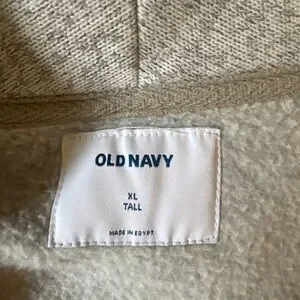 OLD NAVY
XL
TALL
MADE IN EGYPT